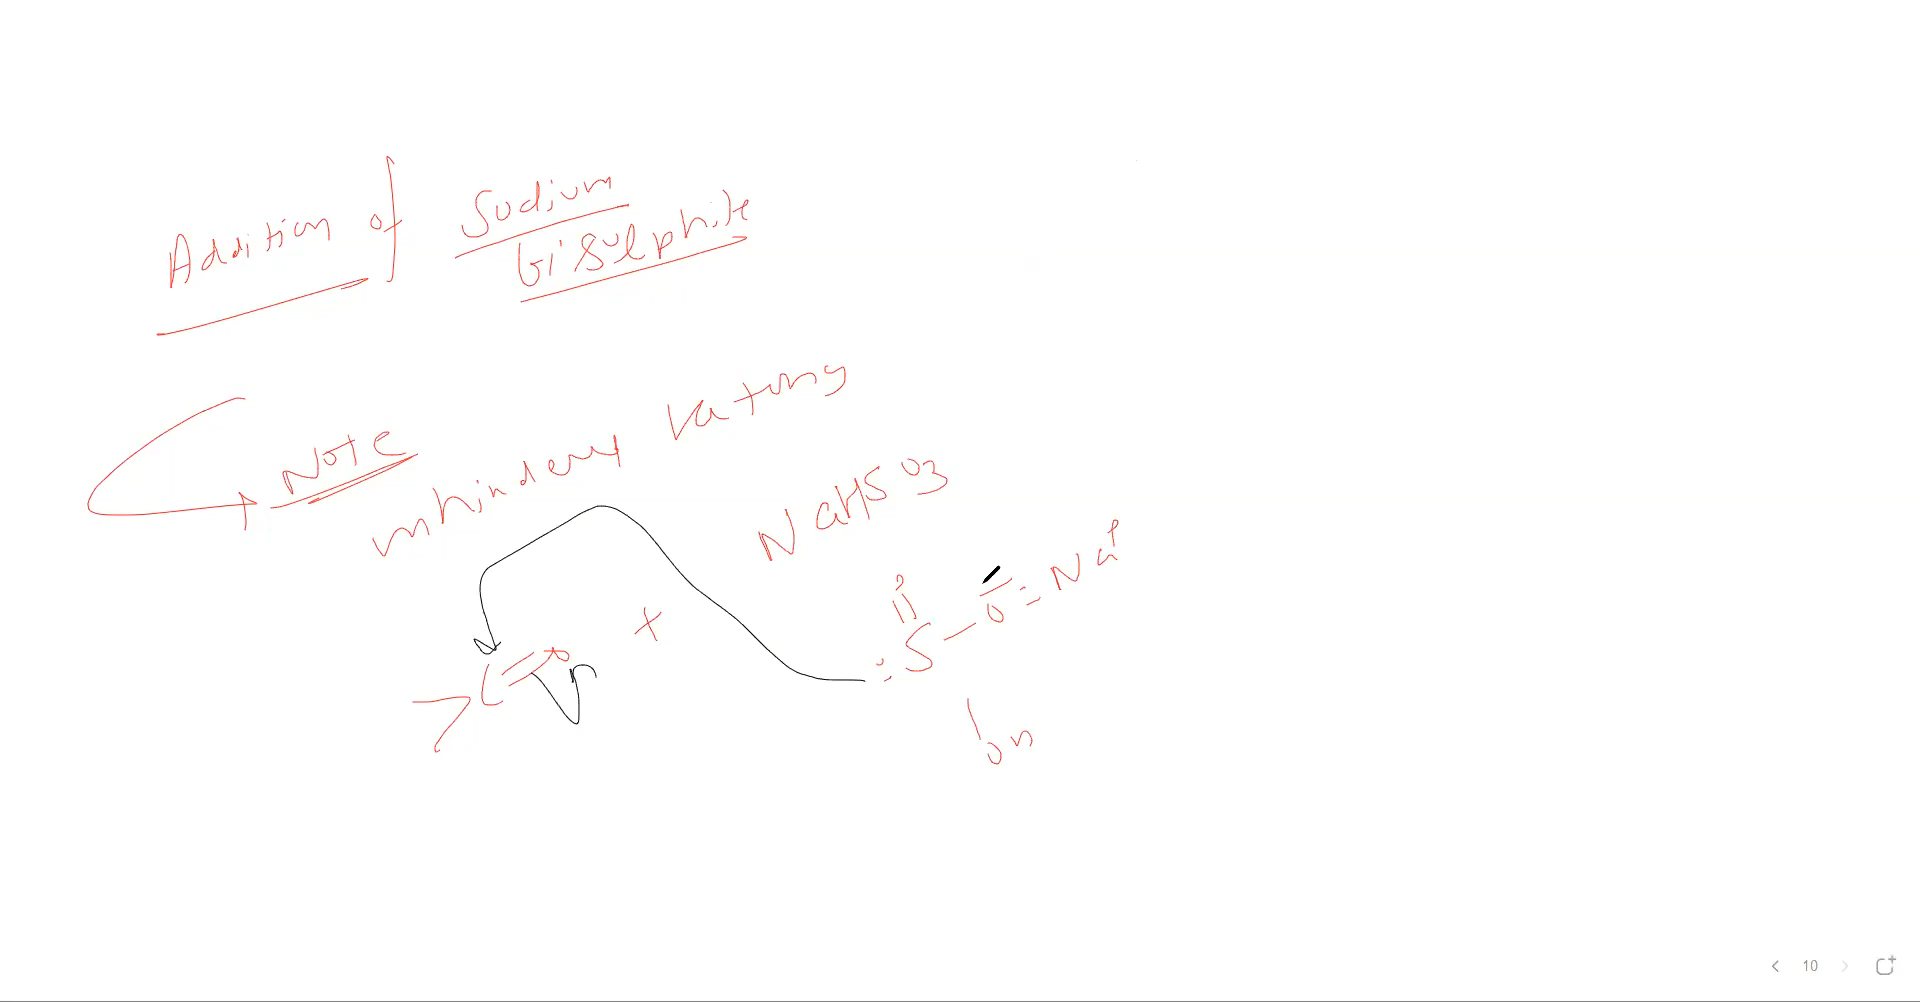 Addition of Sodium
bisulphite
Note
unhindered ketones
NaHSO3
>C=O + :S - O - Na+
O
OH
10